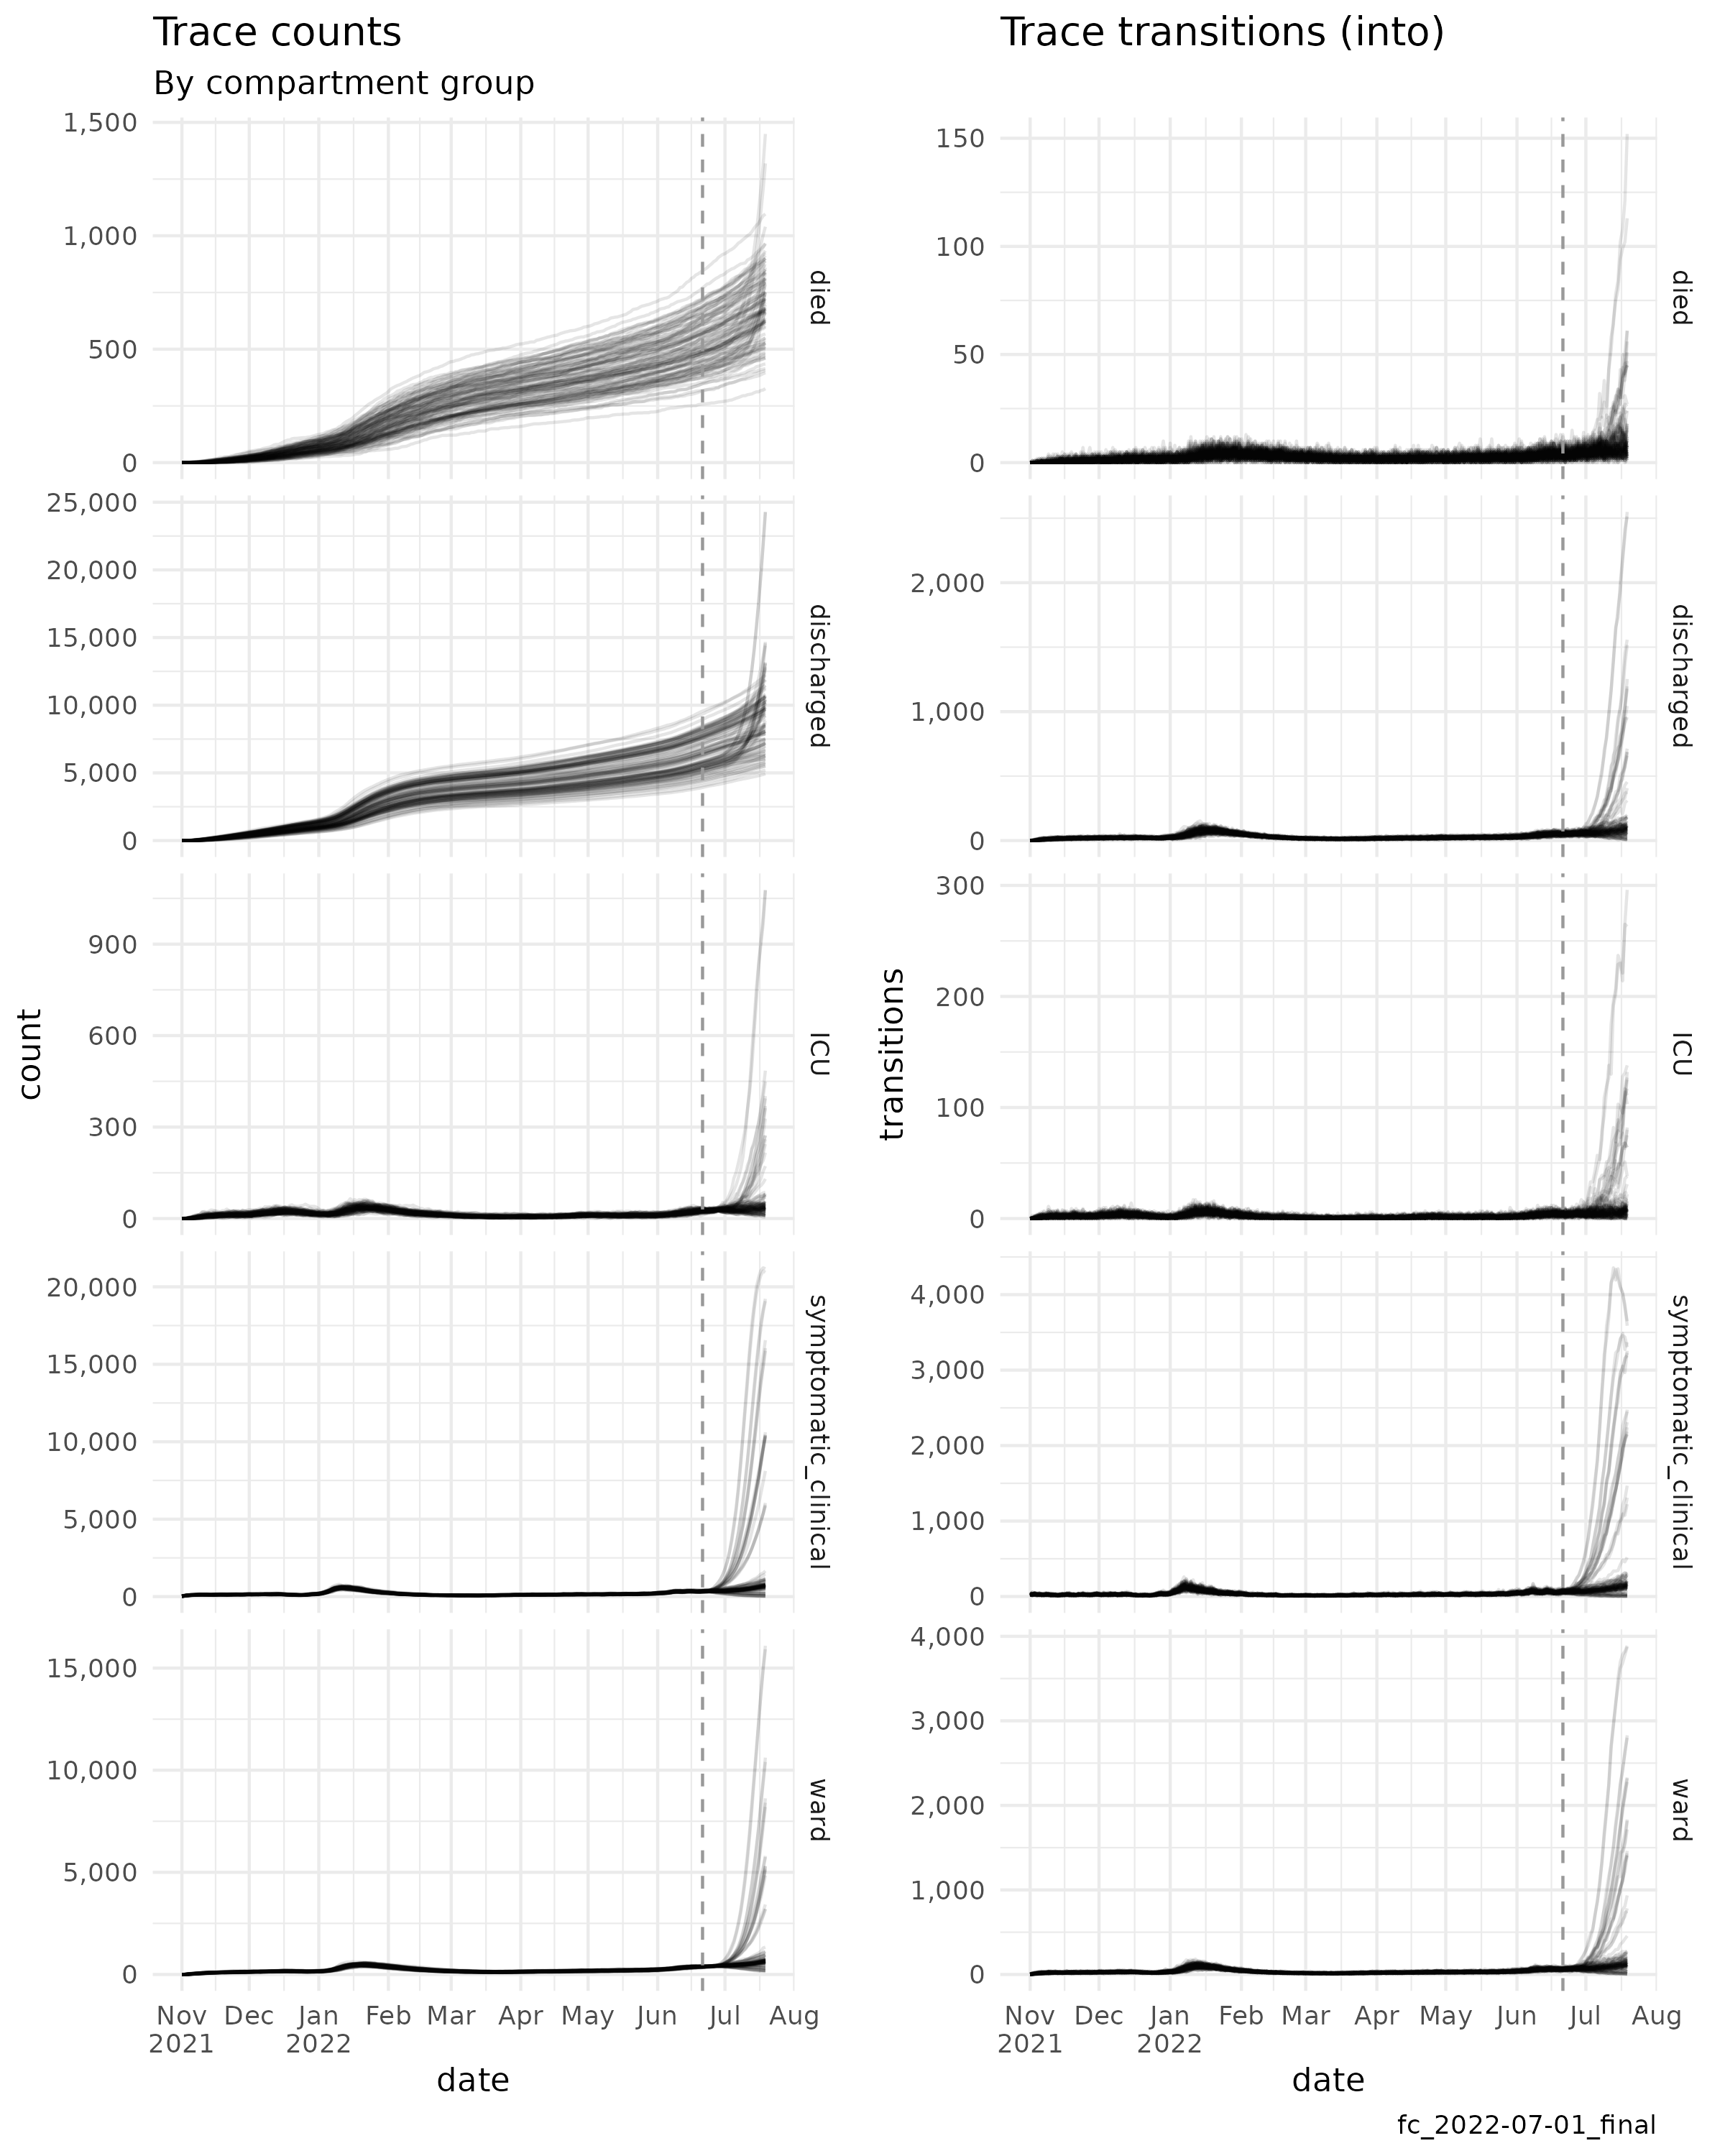 Trace counts
By compartment group
1,500
1,000
500
0
died
25,000
20,000
15,000
10,000
5,000
0
discharged
900
600
300
0
ICU
20,000
15,000
10,000
5,000
0
symptomatic_clinical
15,000
10,000
5,000
0
ward
count
Nov Dec Jan Feb Mar Apr May Jun Jul Aug
2021 2022
date
Trace transitions (into)
150
100
50
0
died
2,000
1,000
0
discharged
300
200
100
0
ICU
4,000
3,000
2,000
1,000
0
symptomatic_clinical
4,000
3,000
2,000
1,000
0
ward
transitions
Nov Dec Jan Feb Mar Apr May Jun Jul Aug
2021 2022
date
fc_2022-07-01_final